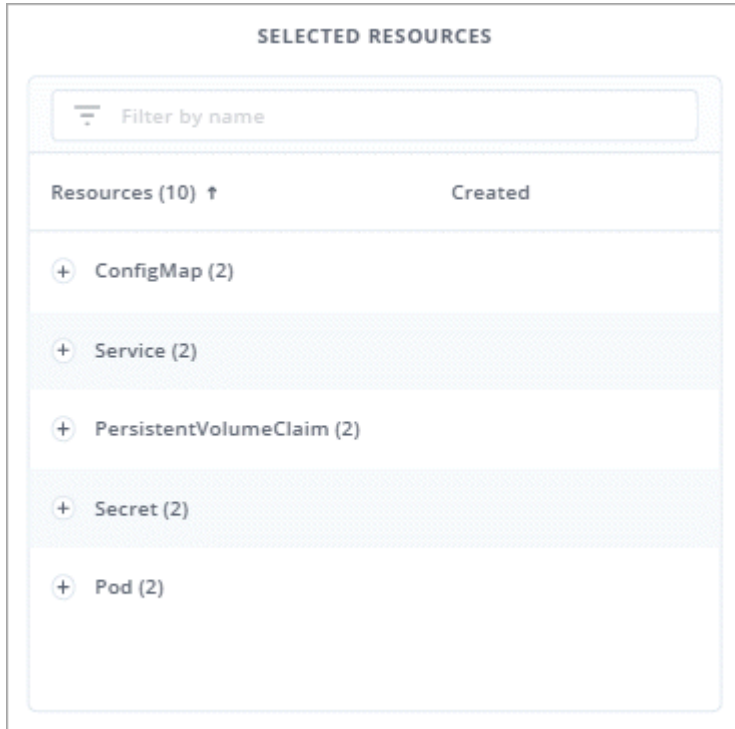 SELECTED RESOURCES
Filter by name
Resources (10) ↑ Created
+ ConfigMap (2)
+ Service (2)
+ PersistentVolumeClaim (2)
+ Secret (2)
+ Pod (2)